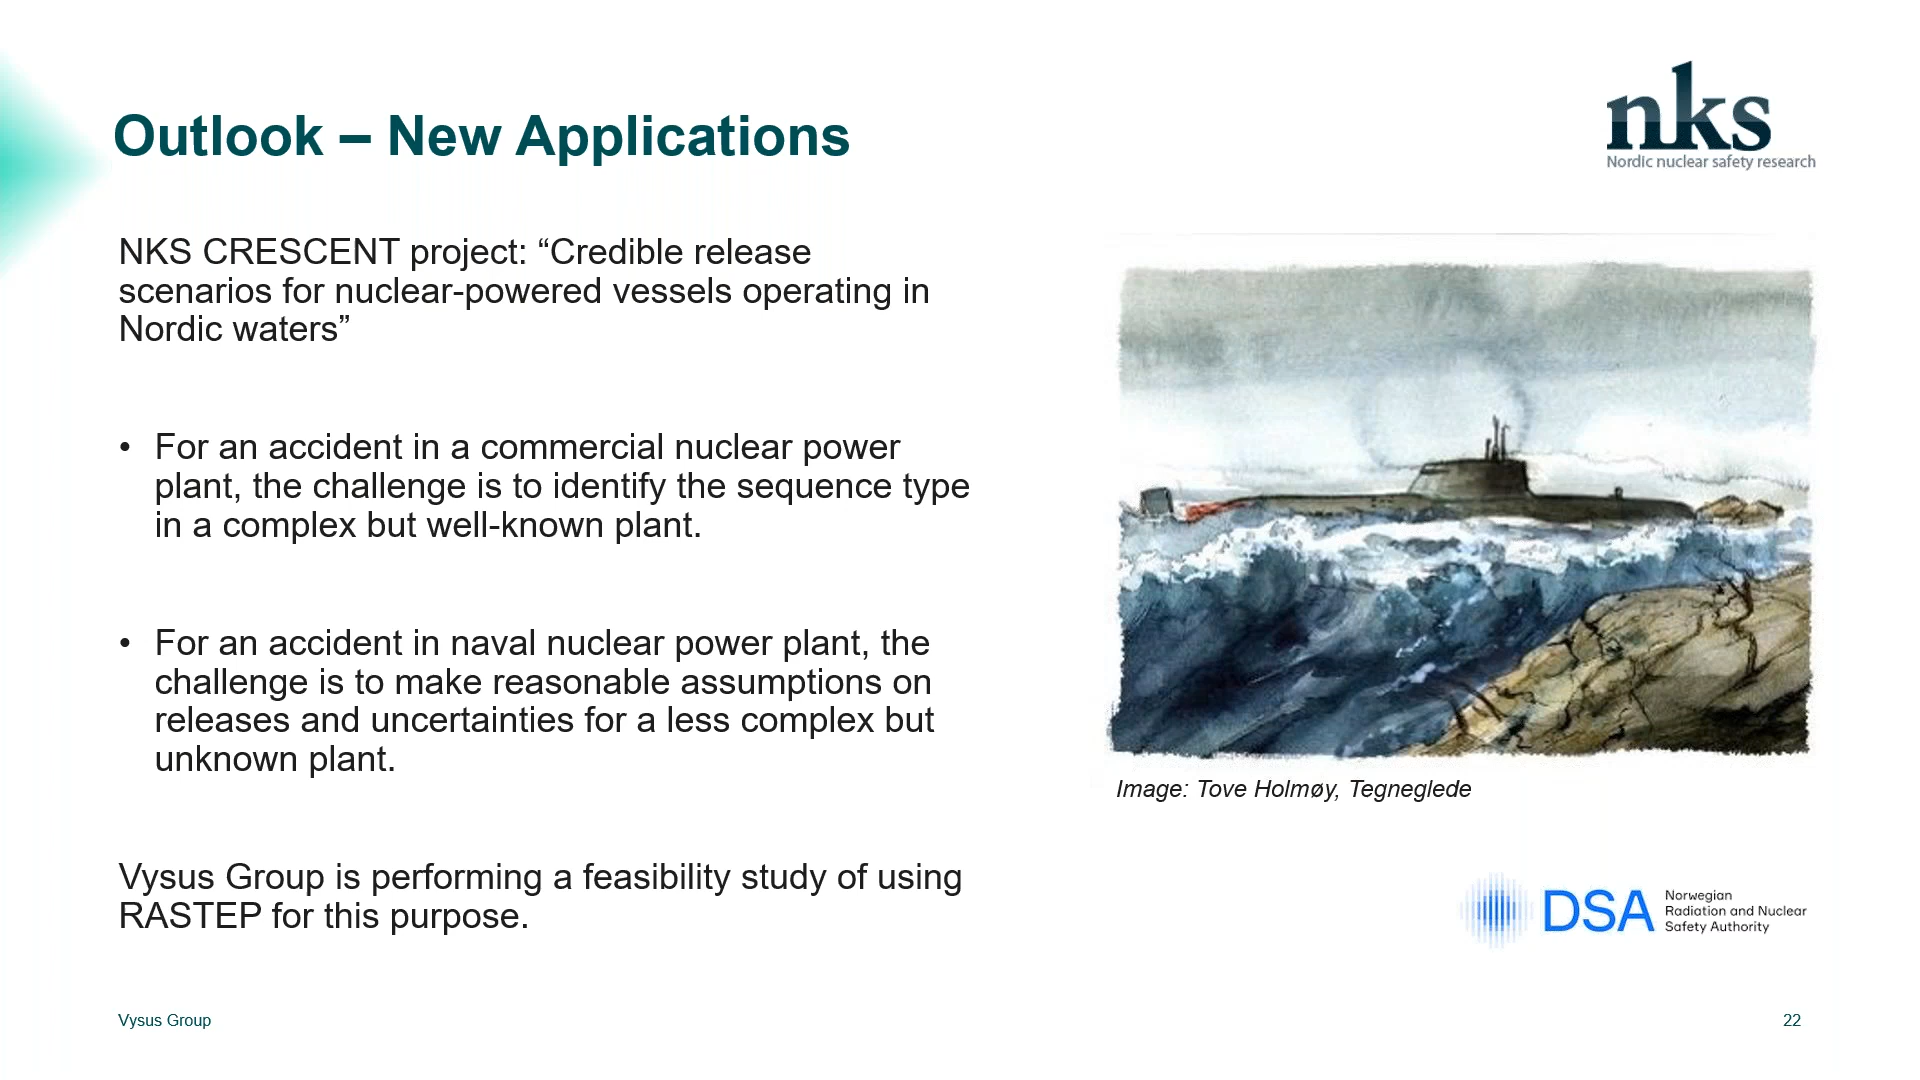 nks
Nordic nuclear safety research
Outlook – New Applications
NKS CRESCENT project: “Credible release
scenarios for nuclear-powered vessels operating in
Nordic waters”
• For an accident in a commercial nuclear power
plant, the challenge is to identify the sequence type
in a complex but well-known plant.
• For an accident in naval nuclear power plant, the
challenge is to make reasonable assumptions on
releases and uncertainties for a less complex but
unknown plant.
Vysus Group is performing a feasibility study of using
RASTEP for this purpose.
Image: Tove Holmøy, Tegneglede
DSA
Norwegian
Radiation and Nuclear
Safety Authority
Vysus Group
22